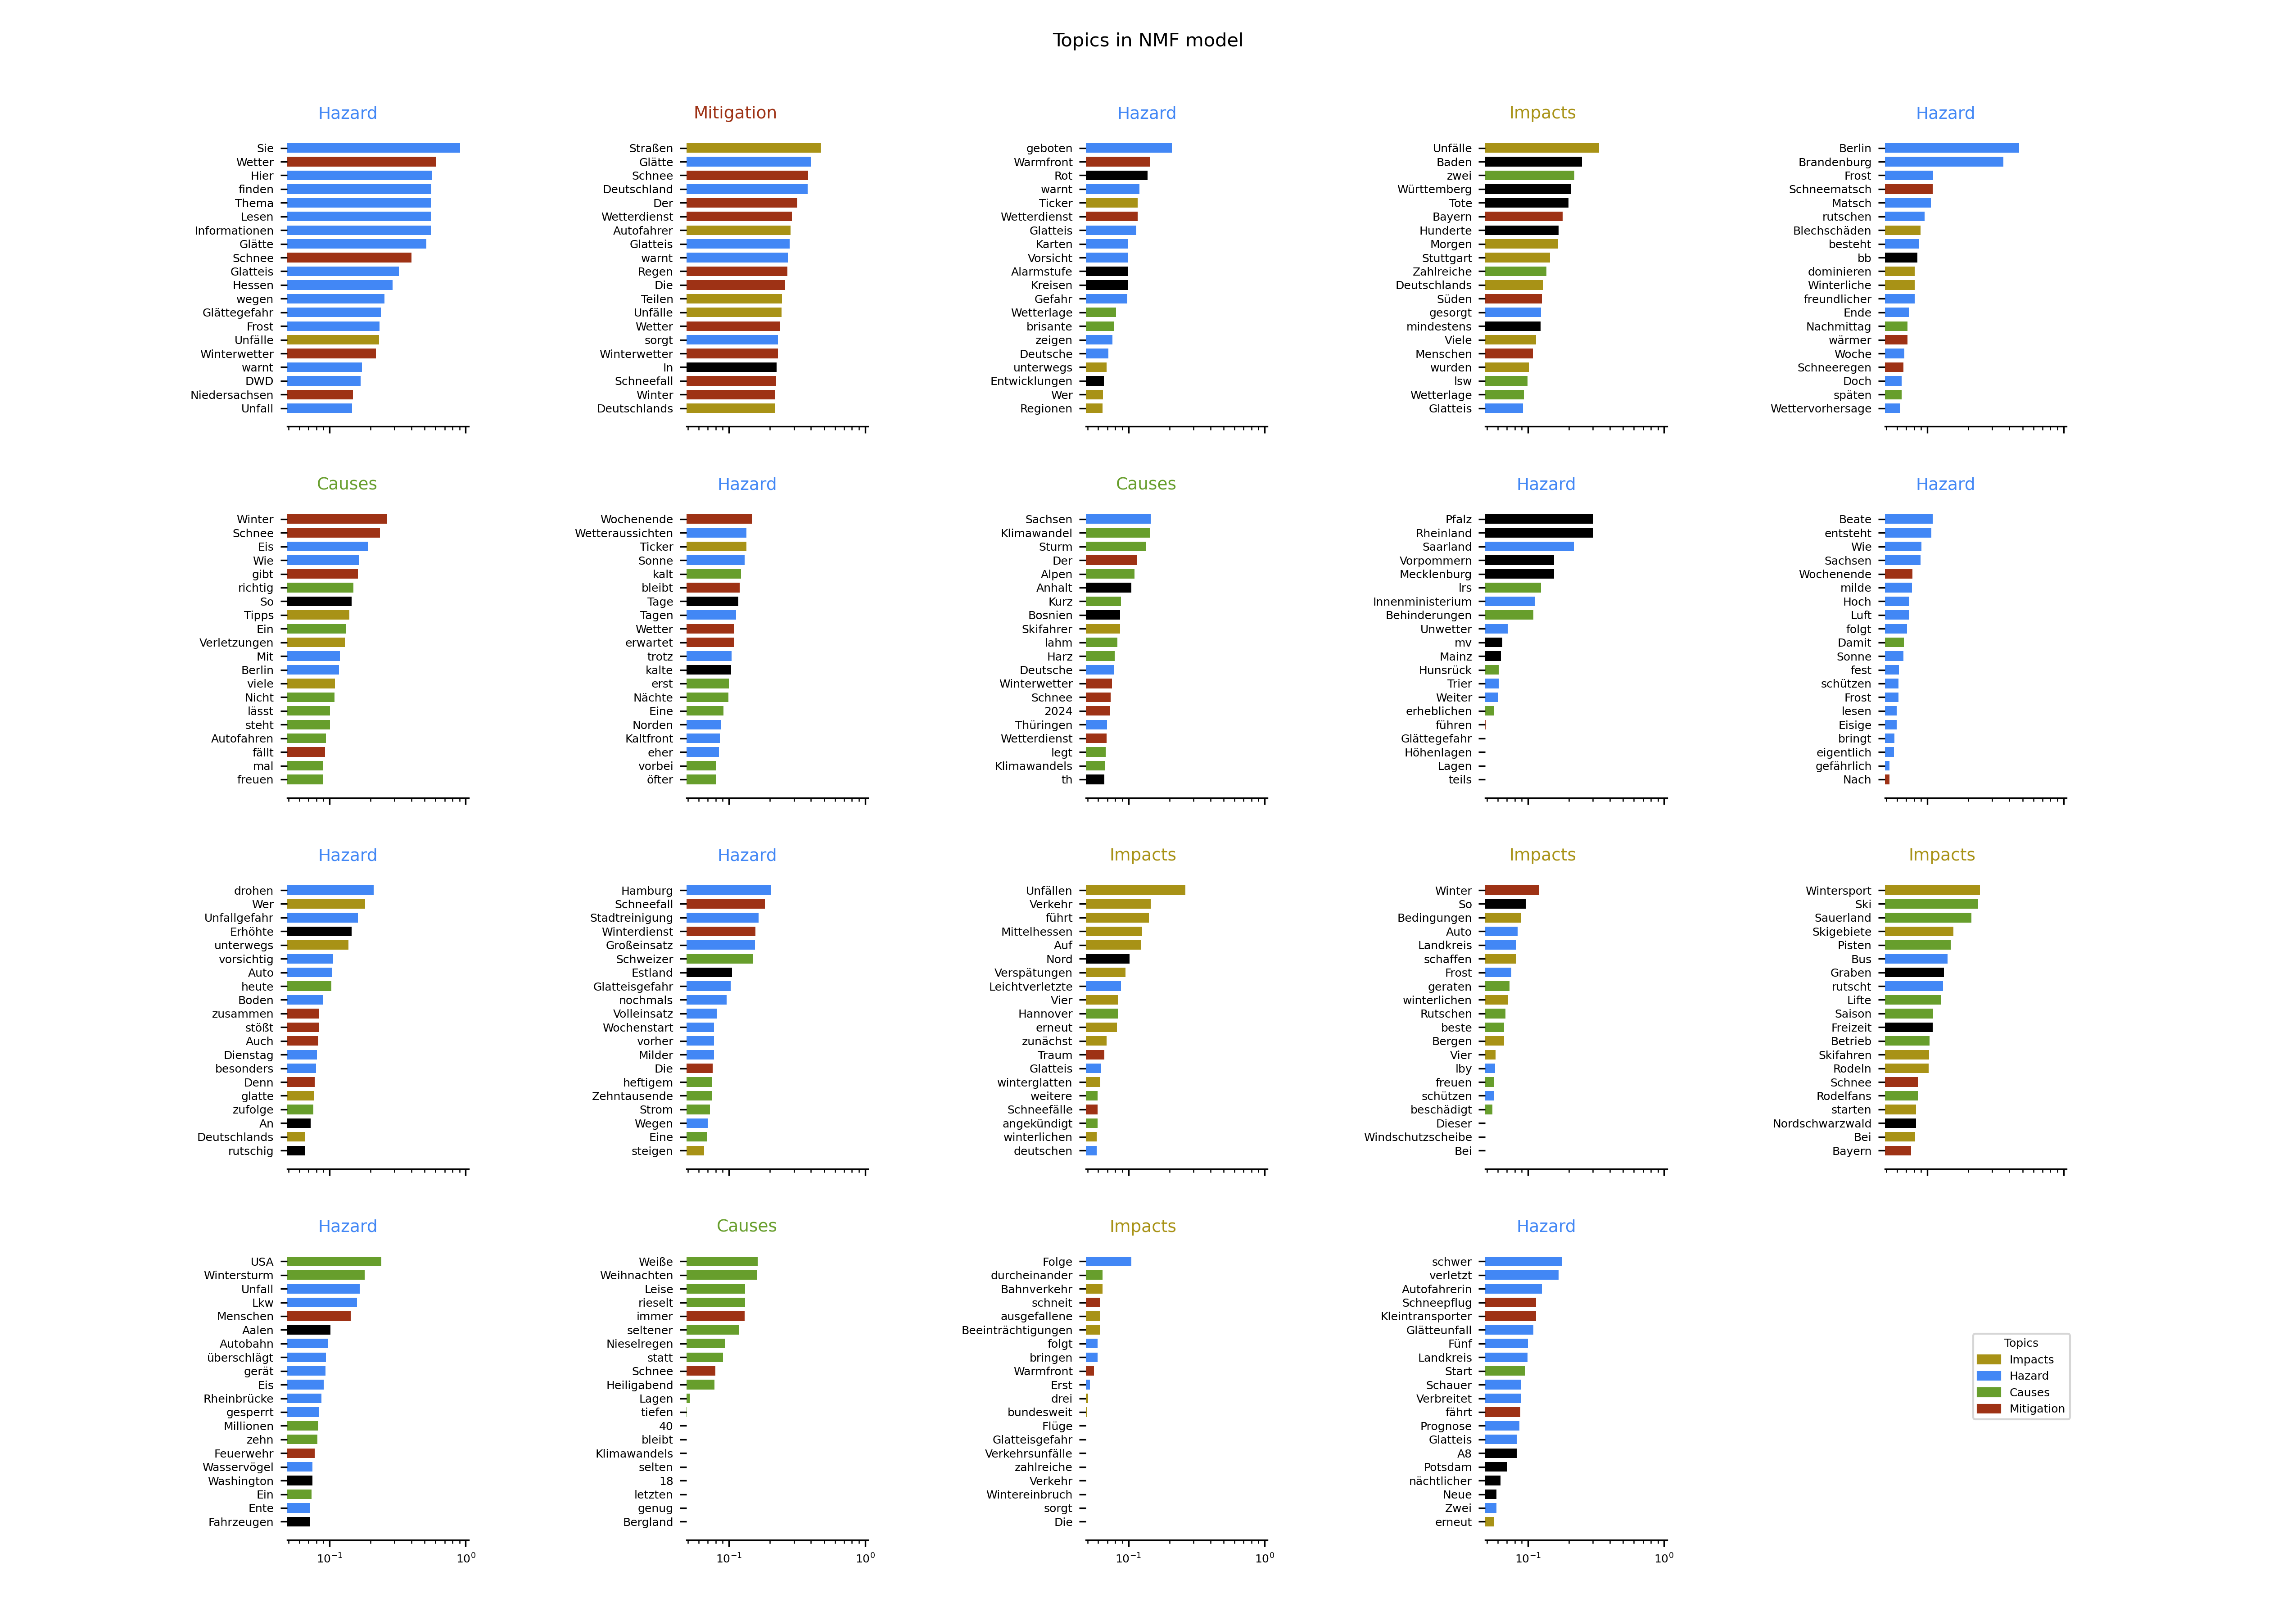 Topics in NMF model
Hazard
Sie
Wetter
Hier
finden
Thema
Lesen
Informationen
Glätte
Schnee
Glatteis
Hessen
wegen
Glättegefahr
Frost
Unfälle
Winterwetter
warnt
DWD
Niedersachsen
Unfall
Mitigation
Straßen
Glätte
Schnee
Deutschland
Der
Wetterdienst
Autofahrer
Glatteis
warnt
Regen
Die
Teilen
Unfälle
Wetter
sorgt
Winterwetter
In
Schneefall
Winter
Deutschlands
Hazard
geboten
Warmfront
Rot
warnt
Ticker
Wetterdienst
Glatteis
Karten
Vorsicht
Alarmstufe
Kreisen
Gefahr
Wetterlage
brisante
zeigen
Deutsche
unterwegs
Entwicklungen
Wer
Regionen
Impacts
Unfälle
Baden
zwei
Württemberg
Tote
Bayern
Hunderte
Morgen
Stuttgart
Zahlreiche
Deutschlands
Süden
gesorgt
mindestens
Viele
Menschen
wurden
lsw
Wetterlage
Glatteis
Hazard
Berlin
Brandenburg
Frost
Schneematsch
Matsch
rutschen
Blechschäden
besteht
bb
dominieren
Winterliche
freundlicher
Ende
Nachmittag
wärmer
Woche
Schneeregen
Doch
späten
Wettervorhersage
Causes
Winter
Schnee
Eis
Wie
gibt
richtig
So
Tipps
Ein
Verletzungen
Mit
Berlin
viele
Nicht
lässt
steht
Autofahren
fällt
mal
freuen
Hazard
Wochenende
Wetteraussichten
Ticker
Sonne
kalt
bleibt
Tage
Tagen
Wetter
erwartet
trotz
kalte
erst
Nächte
Eine
Norden
Kaltfront
eher
vorbei
öfter
Causes
Sachsen
Klimawandel
Sturm
Der
Alpen
Anhalt
Kurz
Bosnien
Skifahrer
lahm
Harz
Deutsche
Winterwetter
Schnee
2024
Thüringen
Wetterdienst
legt
Klimawandels
th
Hazard
Pfalz
Rheinland
Saarland
Vorpommern
Mecklenburg
lrs
Innenministerium
Behinderungen
Unwetter
mv
Mainz
Hunsrück
Trier
Weiter
erheblichen
führen
Glättegefahr
Höhenlagen
Lagen
teils
Hazard
Beate
entsteht
Wie
Sachsen
Wochenende
milde
Hoch
Luft
folgt
Damit
Sonne
fest
schützen
Frost
lesen
Eisige
bringt
eigentlich
gefährlich
Nach
Hazard
drohen
Wer
Unfallgefahr
Erhöhte
unterwegs
vorsichtig
Auto
heute
Boden
zusammen
stößt
Auch
Dienstag
besonders
Denn
glatte
zufolge
An
Deutschlands
rutschig
Hazard
Hamburg
Schneefall
Stadtreinigung
Winterdienst
Großeinsatz
Schweizer
Estland
Glatteisgefahr
nochmals
Volleinsatz
Wochenstart
vorher
Milder
Die
heftigem
Zehntausende
Strom
Wegen
Eine
steigen
Impacts
Unfällen
Verkehr
führt
Mittelhessen
Auf
Nord
Verspätungen
Leichtverletzte
Vier
Hannover
erneut
zunächst
Traum
Glatteis
winterglatten
weitere
Schneefälle
angekündigt
winterlichen
deutschen
Impacts
Winter
So
Bedingungen
Auto
Landkreis
schaffen
Frost
geraten
winterlichen
Rutschen
beste
Bergen
Vier
lby
freuen
schützen
beschädigt
Dieser
Windschutzscheibe
Bei
Impacts
Wintersport
Ski
Sauerland
Skigebiete
Pisten
Bus
Graben
rutscht
Lifte
Saison
Freizeit
Betrieb
Skifahren
Rodeln
Schnee
Rodelfans
starten
Nordschwarzwald
Bei
Bayern
Hazard
USA
Wintersturm
Unfall
Lkw
Menschen
Aalen
Autobahn
überschlägt
gerät
Eis
Rheinbrücke
gesperrt
Millionen
zehn
Feuerwehr
Wasservögel
Washington
Ein
Ente
Fahrzeugen
10⁻¹ 10⁰
Causes
Weiße
Weihnachten
Leise
rieselt
immer
seltener
Nieselregen
statt
Schnee
Heiligabend
Lagen
tiefen
40
bleibt
Klimawandels
selten
18
letzten
genug
Bergland
10⁻¹ 10⁰
Impacts
Folge
durcheinander
Bahnverkehr
schneit
ausgefallene
Beeinträchtigungen
folgt
bringen
Warmfront
Erst
drei
bundesweit
Flüge
Glatteisgefahr
Verkehrsunfälle
zahlreiche
Verkehr
Wintereinbruch
sorgt
Die
10⁻¹ 10⁰
Hazard
schwer
verletzt
Autofahrerin
Schneepflug
Kleintransporter
Glätteunfall
Fünf
Landkreis
Start
Schauer
Verbreitet
fährt
Prognose
Glatteis
A8
Potsdam
nächtlicher
Neue
Zwei
erneut
10⁻¹ 10⁰
Topics
Impacts
Hazard
Causes
Mitigation